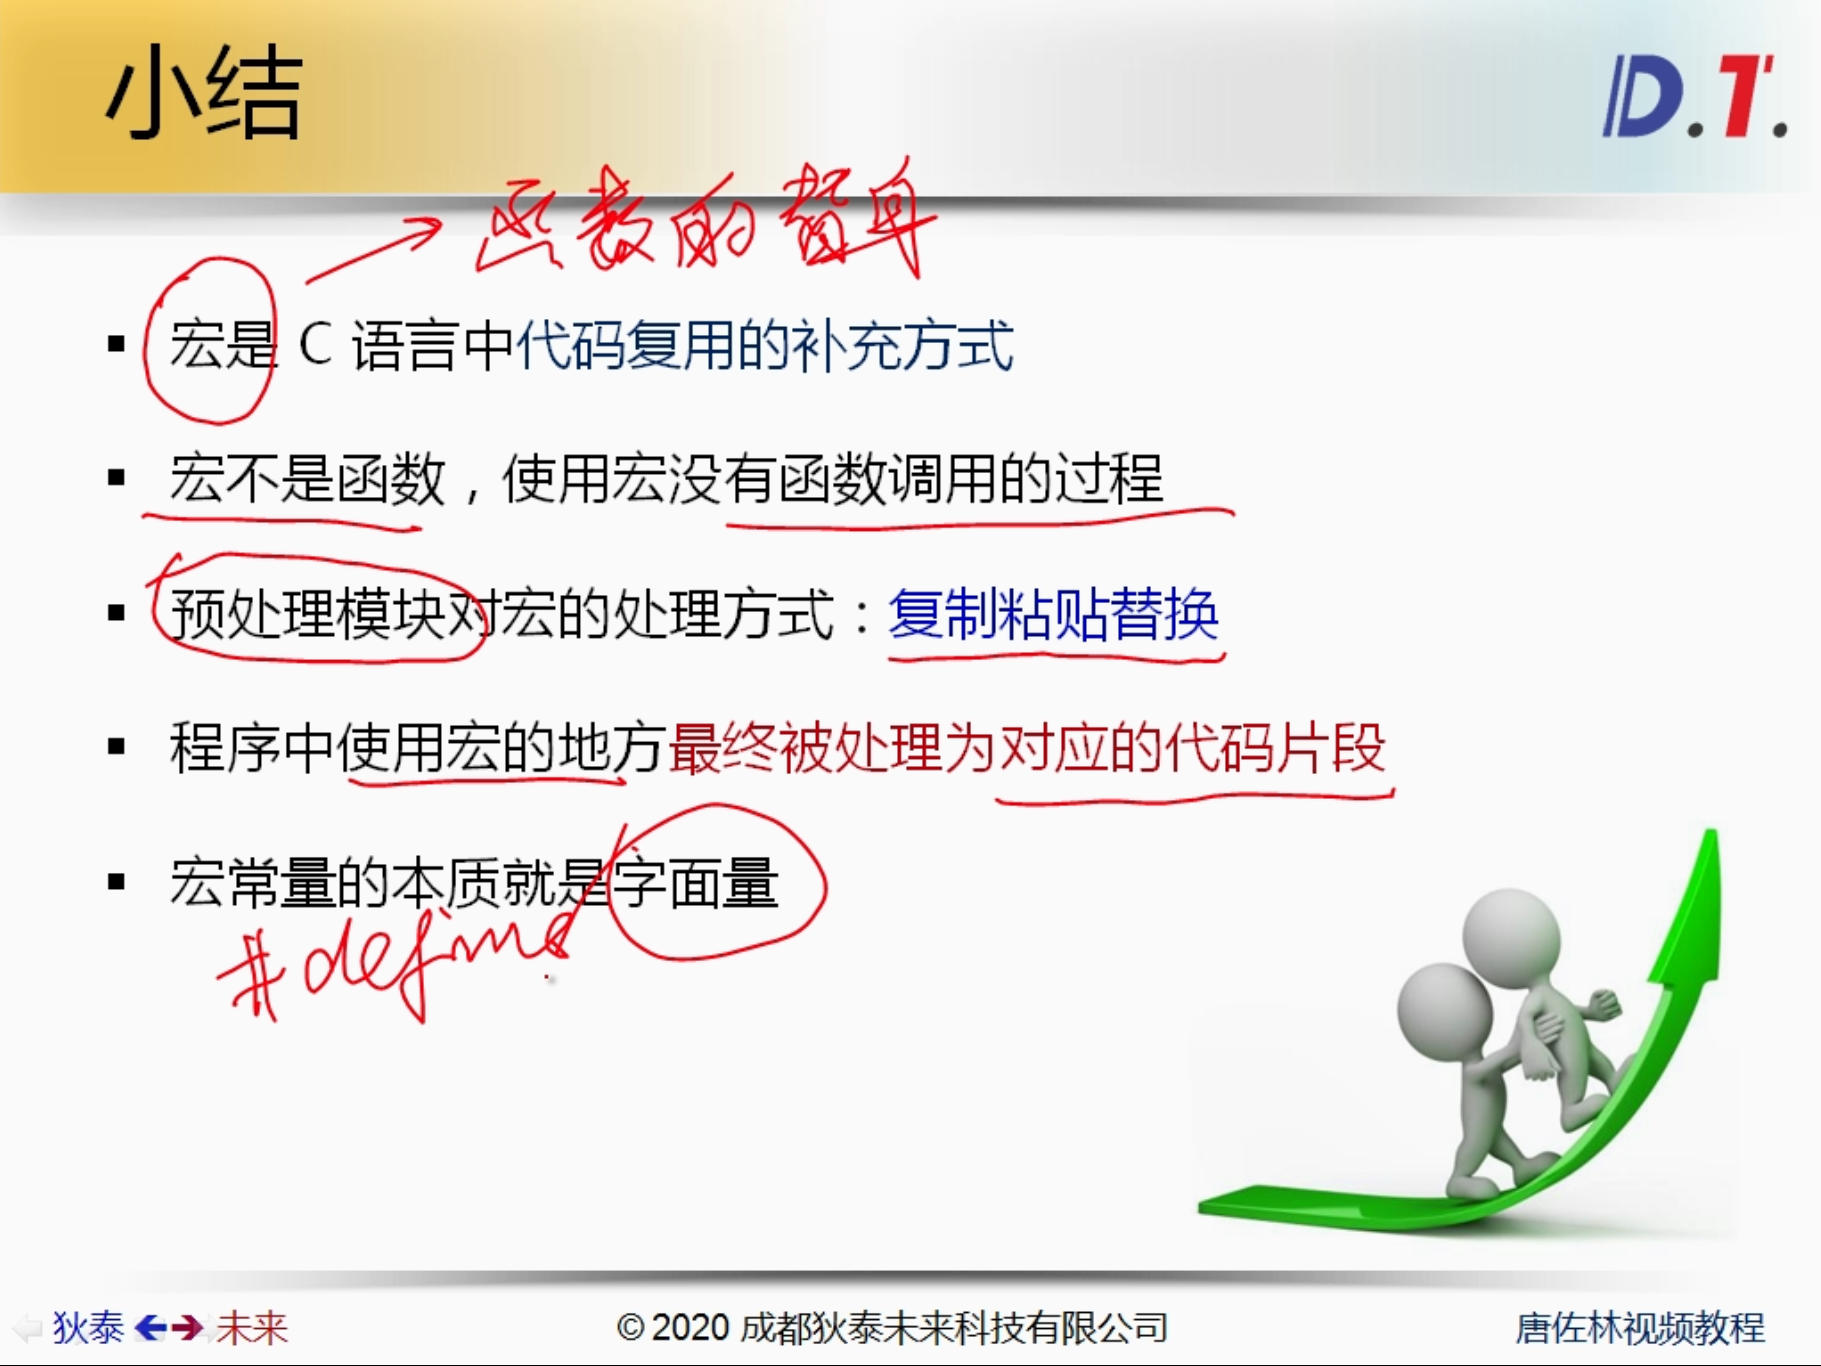 小结
D.T.
函数的替身
宏是 C 语言中代码复用的补充方式
宏不是函数，使用宏没有函数调用的过程
预处理模块对宏的处理方式：复制粘贴替换
程序中使用宏的地方最终被处理为对应的代码片段
宏常量的本质就是字面量
#define
狄泰 未来
© 2020 成都狄泰未来科技有限公司
唐佐林视频教程